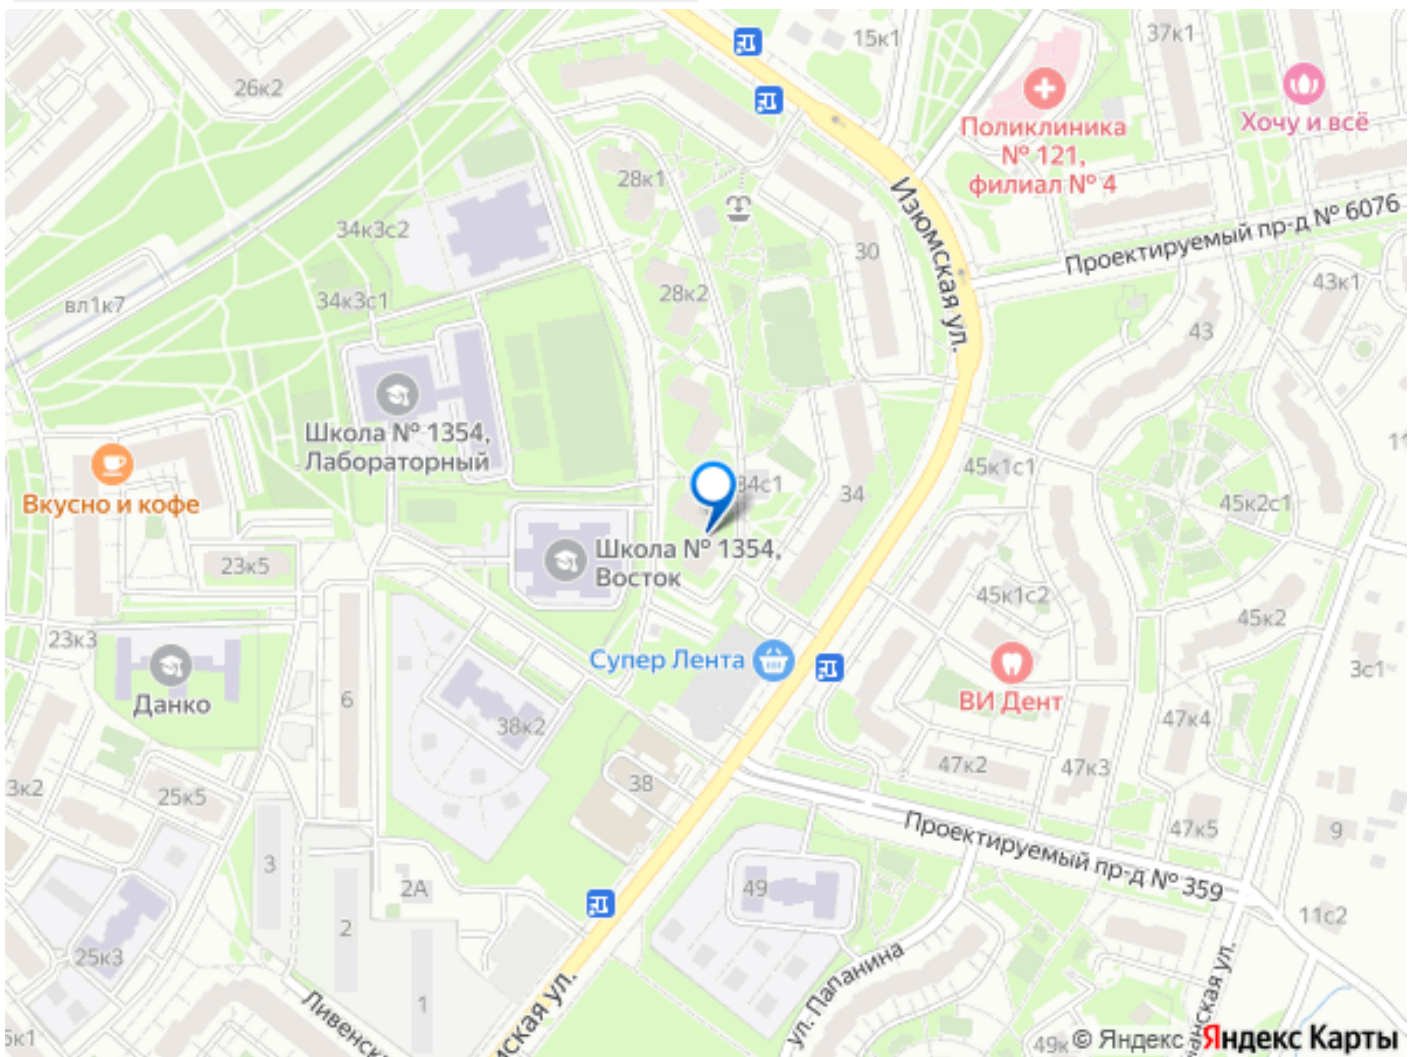 15к1
37к1
26к2
Поликлиника
№ 121,
филиал № 4
Хочу и всё
28к1
Изюмская ул.
34к3с2
30
Проектируемый пр-д № 6076
вл1к7
34к3с1
28к2
43к1
43
Школа № 1354,
Лабораторный
45к1с1
Вкусно и кофе
34с1
34
45к2с1
23к5
Школа № 1354,
Восток
45к1с2
45к2
23к3
Супер Лента
3с1
Данко
6
38к2
ВИ Дент
47к4
47к2
47к3
3к2
25к5
38
Проектируемый пр-д № 359
47к5
9
3
2А
49
11с2
2
25к3
ул. Папанина
1
Ливенск
мская ул.
анская ул.
5к1
49к
© Яндекс
Яндекс Карты